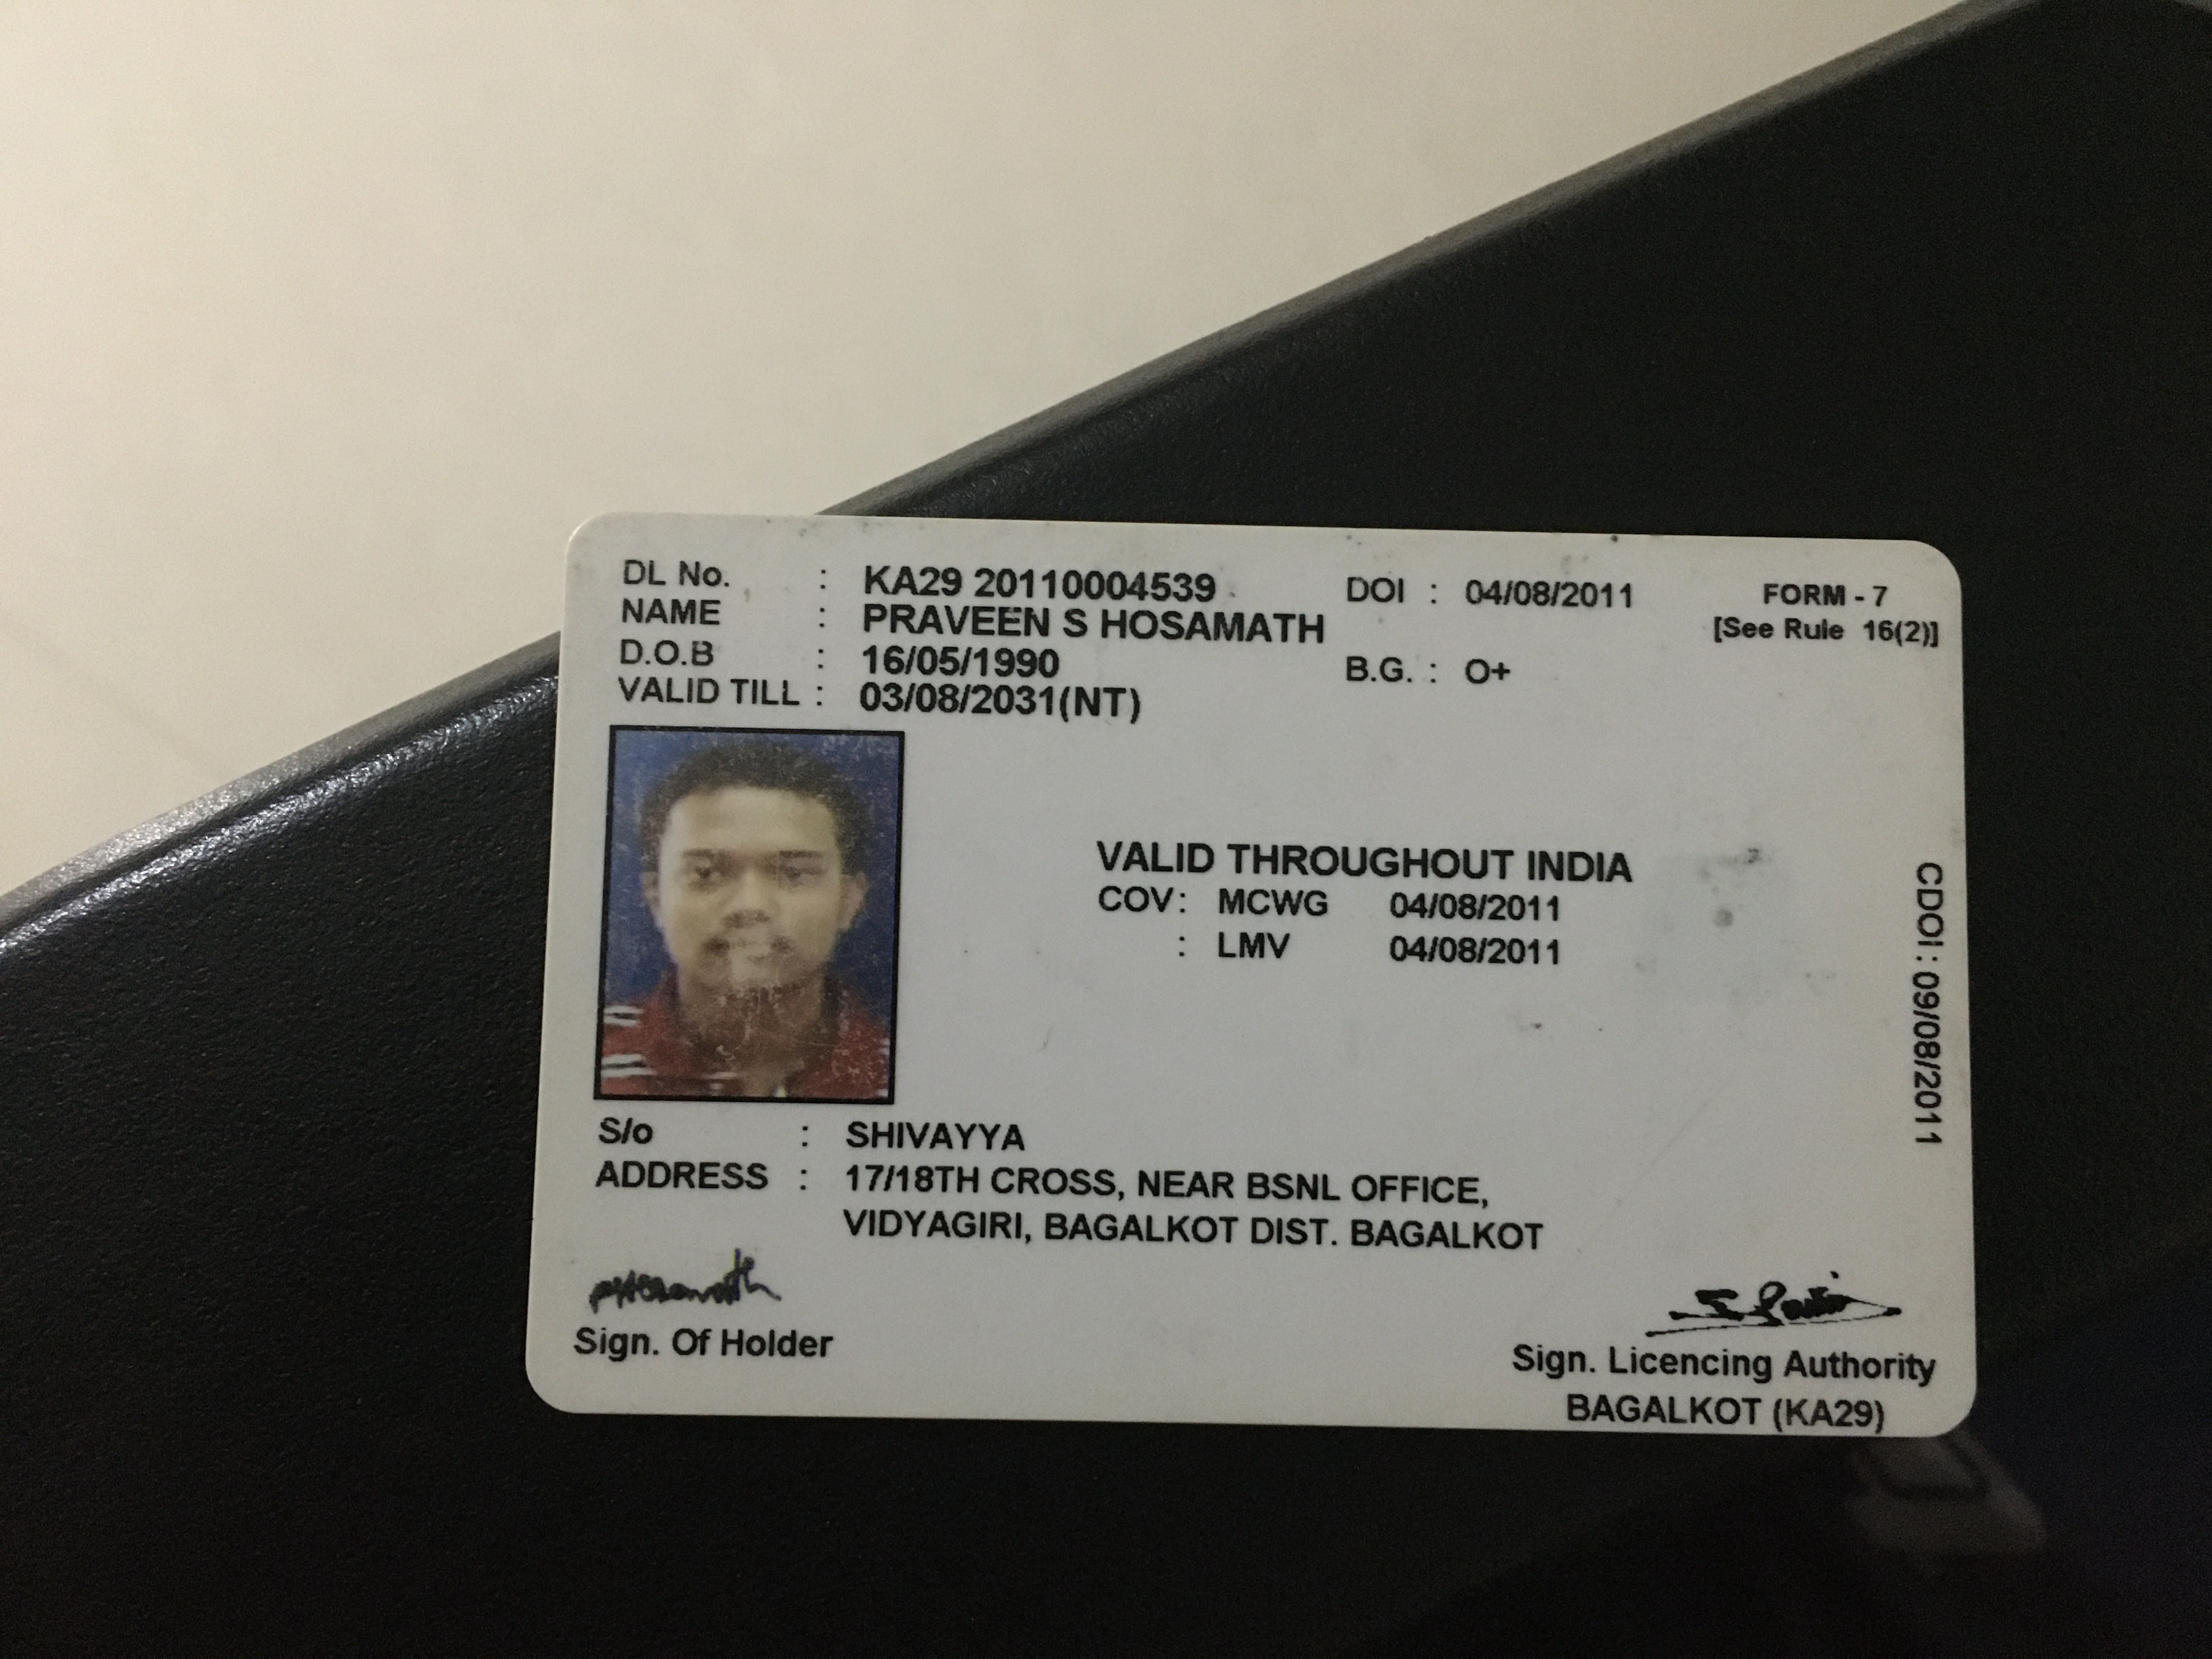 DL No. : KA29 20110004539 DOI : 04/08/2011 FORM - 7
NAME : PRAVEEN S HOSAMATH [See Rule 16(2)]
D.O.B : 16/05/1990 B.G. : O+
VALID TILL : 03/08/2031(NT)
VALID THROUGHOUT INDIA
COV : MCWG 04/08/2011
: LMV 04/08/2011
CDOI : 09/08/2011
S/o : SHIVAYYA
ADDRESS : 17/18TH CROSS, NEAR BSNL OFFICE,
VIDYAGIRI, BAGALKOT DIST. BAGALKOT
Sign. Of Holder
Sign. Licencing Authority
BAGALKOT (KA29)